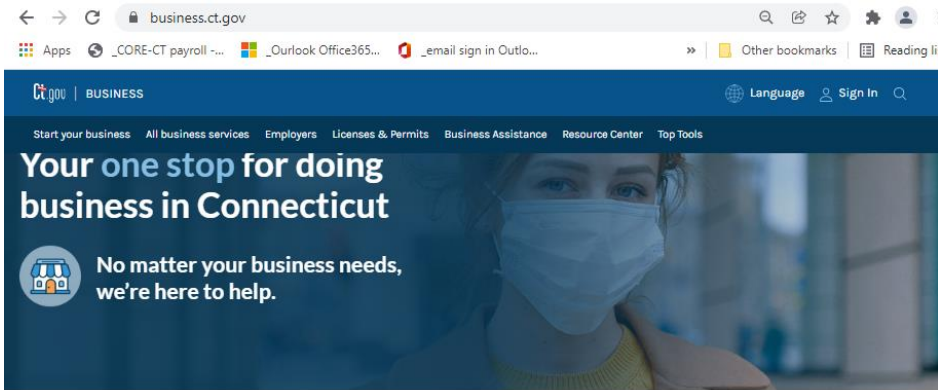 business.ct.gov
Apps _CORE-CT payroll -... _Ourlook Office365... _email sign in Outlo... » Other bookmarks Reading li
Ct.gov | BUSINESS Language Sign In
Start your business All business services Employers Licenses & Permits Business Assistance Resource Center Top Tools
Your one stop for doing
business in Connecticut
No matter your business needs,
we're here to help.